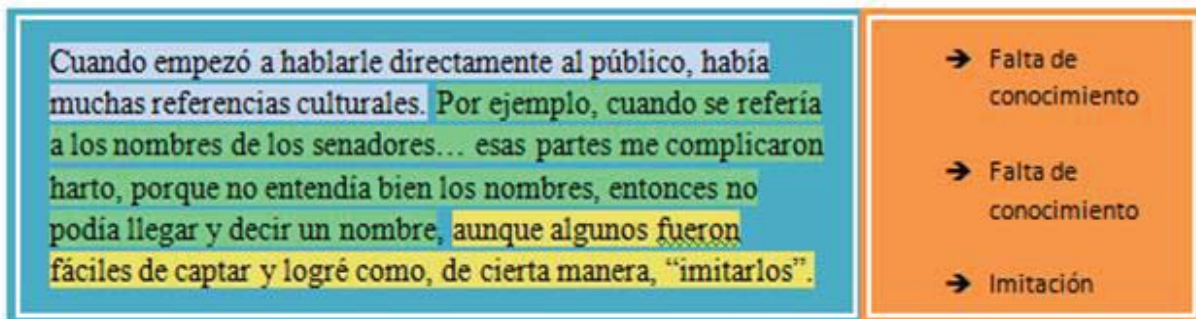 Cuando empezó a hablarle directamente al público, había
muchas referencias culturales. Por ejemplo, cuando se refería
a los nombres de los senadores… esas partes me complicaron
harto, porque no entendía bien los nombres, entonces no
podía llegar y decir un nombre, aunque algunos fueron
fáciles de captar y logré como, de cierta manera, “imitarlos”.
➔ Falta de
conocimiento
➔ Falta de
conocimiento
➔ Imitación